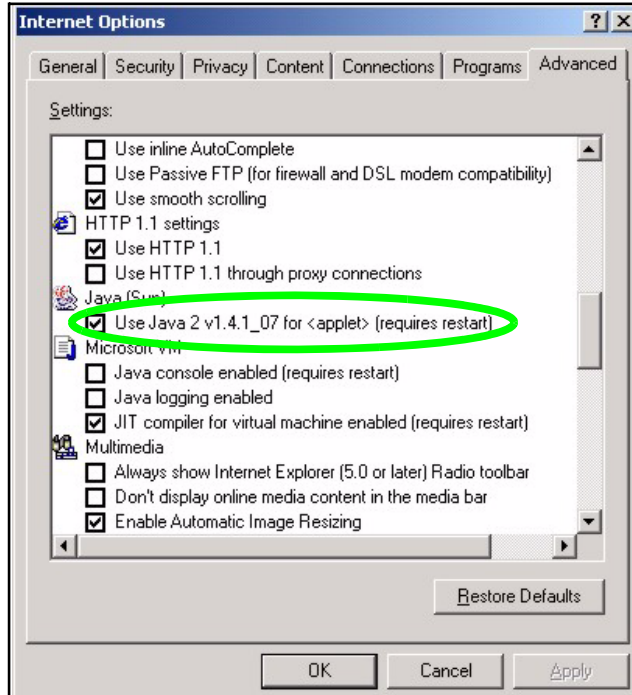 Internet Options
General Security Privacy Content Connections Programs Advanced
Settings:
Use inline AutoComplete
Use Passive FTP (for firewall and DSL modem compatibility)
Use smooth scrolling
HTTP 1.1 settings
Use HTTP 1.1
Use HTTP 1.1 through proxy connections
Java (Sun)
Use Java 2 v1.4.1_07 for <applet> (requires restart)
Microsoft VM
Java console enabled (requires restart)
Java logging enabled
JIT compiler for virtual machine enabled (requires restart)
Multimedia
Always show Internet Explorer (5.0 or later) Radio toolbar
Don't display online media content in the media bar
Enable Automatic Image Resizing
Restore Defaults
OK Cancel Apply